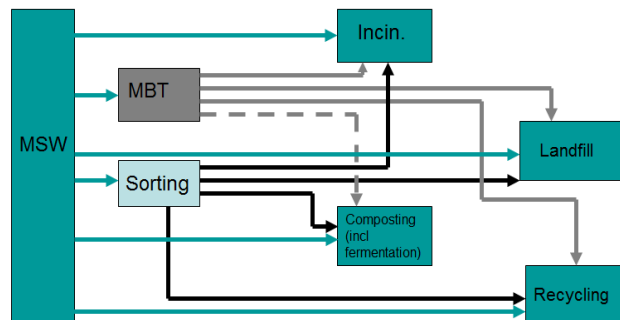 Incin.
MBT
MSW
Landfill
Sorting
Composting
(incl
fermentation)
Recycling